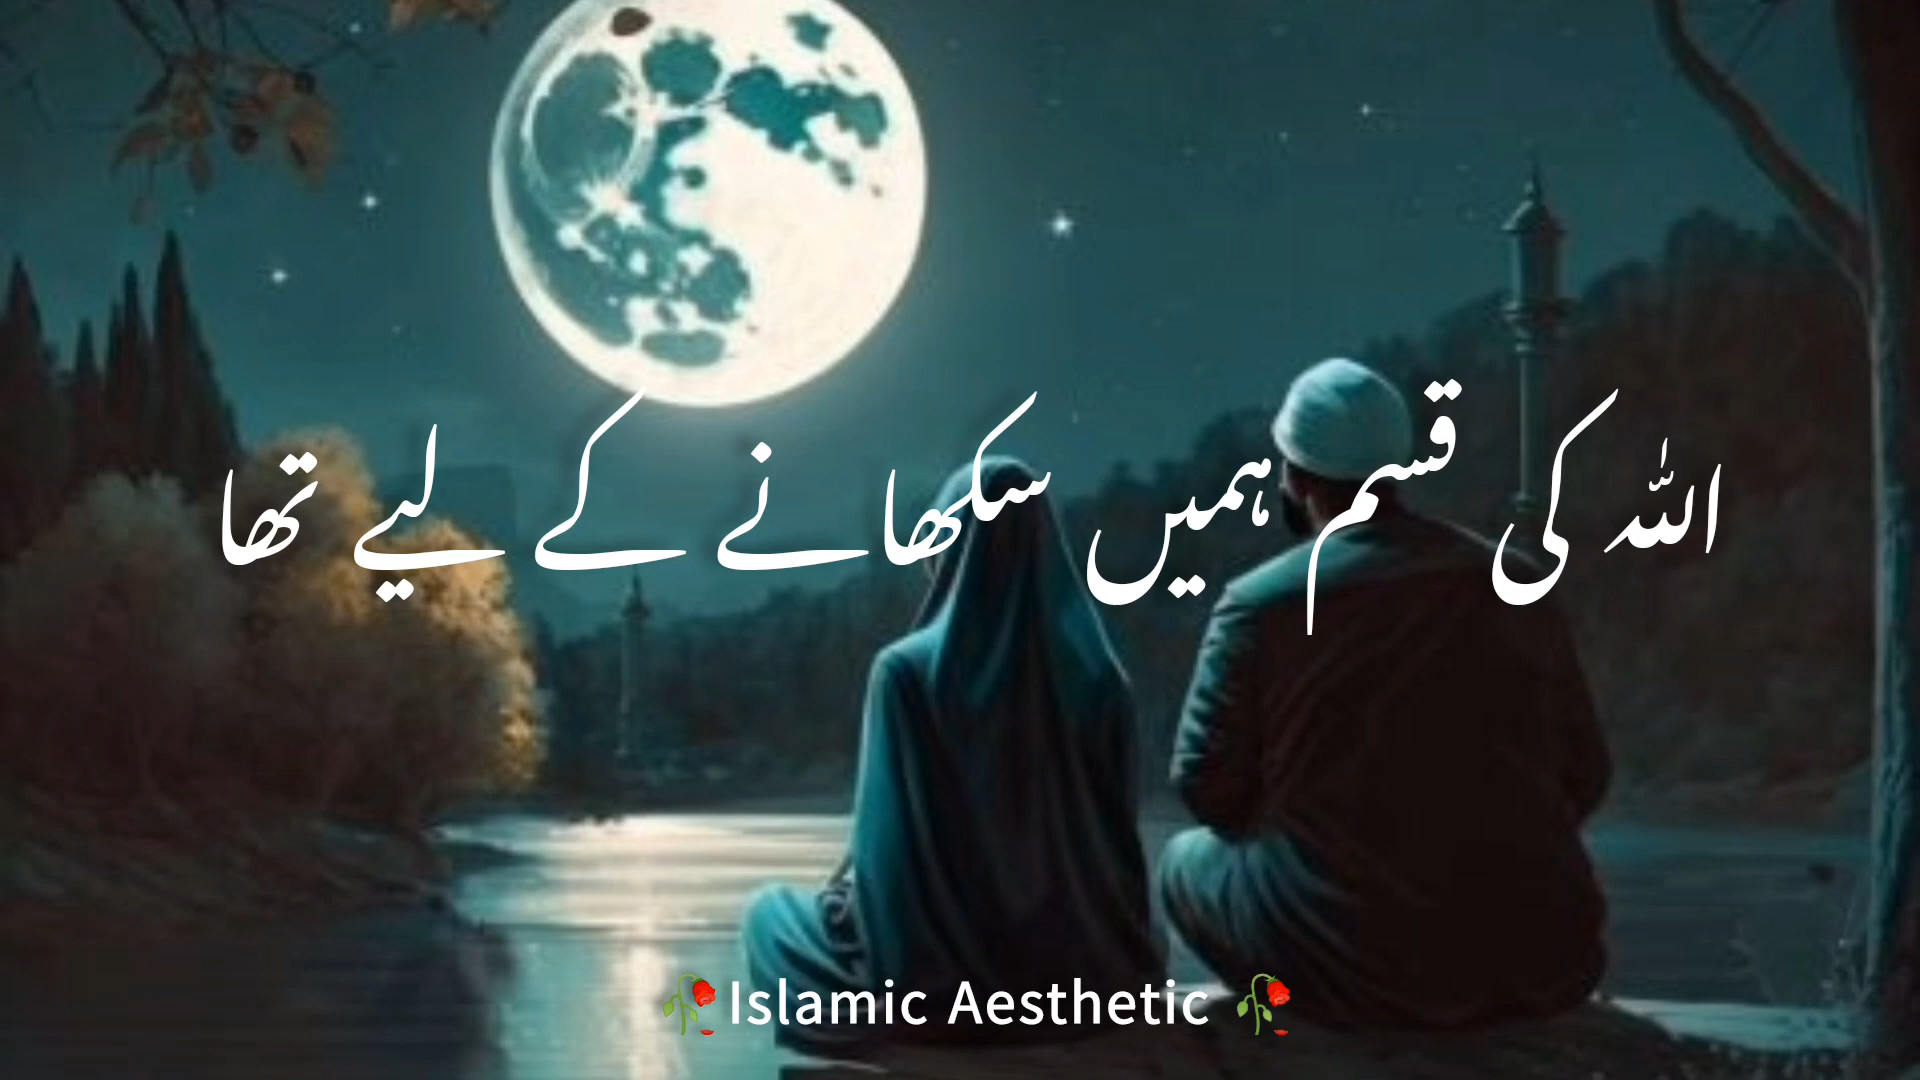 اللہ کی قسم ہمیں سکھانے کے لیے تھا
🥀Islamic Aesthetic 🥀